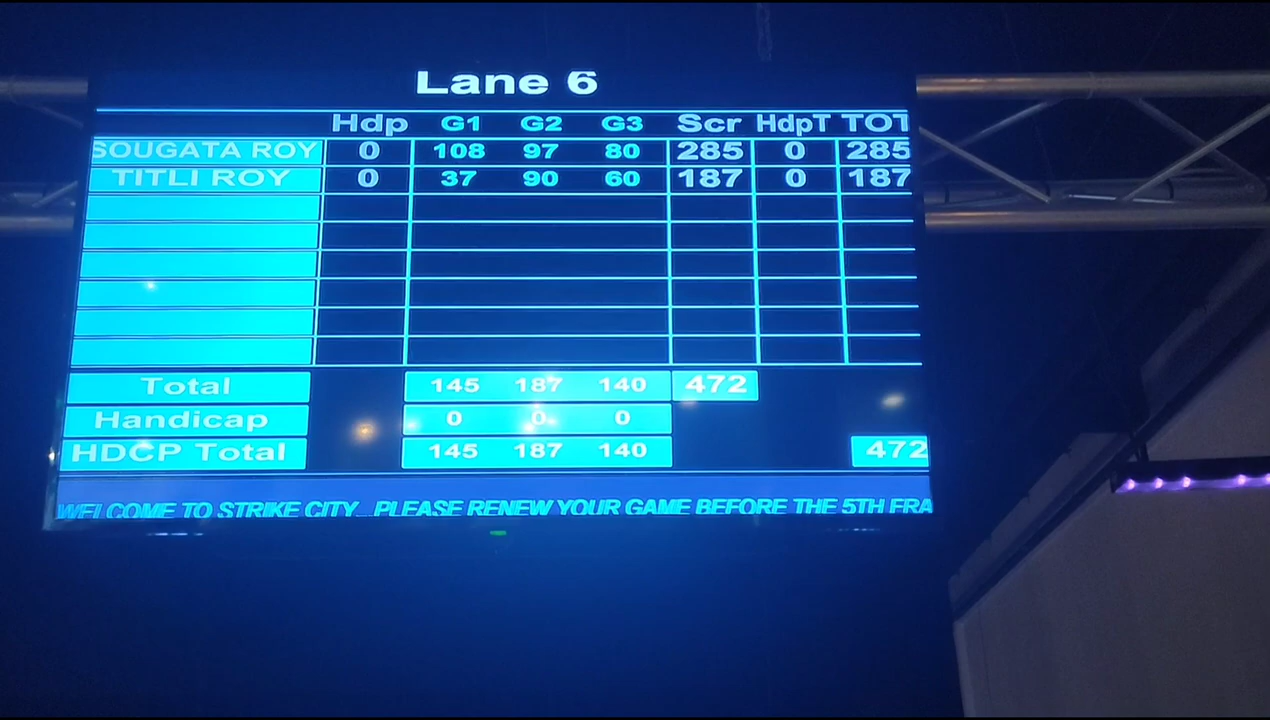 Lane 6
Hdp G1 G2 G3 Scr HdpT TOT
SOUGATA ROY 0 108 97 80 285 0 285
TITLI ROY 0 37 90 60 187 0 187
Total 145 187 140 472
Handicap 0 0 0
HDCP Total 145 187 140 472
WELCOME TO STRIKE CITY PLEASE RENEW YOUR GAME BEFORE THE 5TH FRA